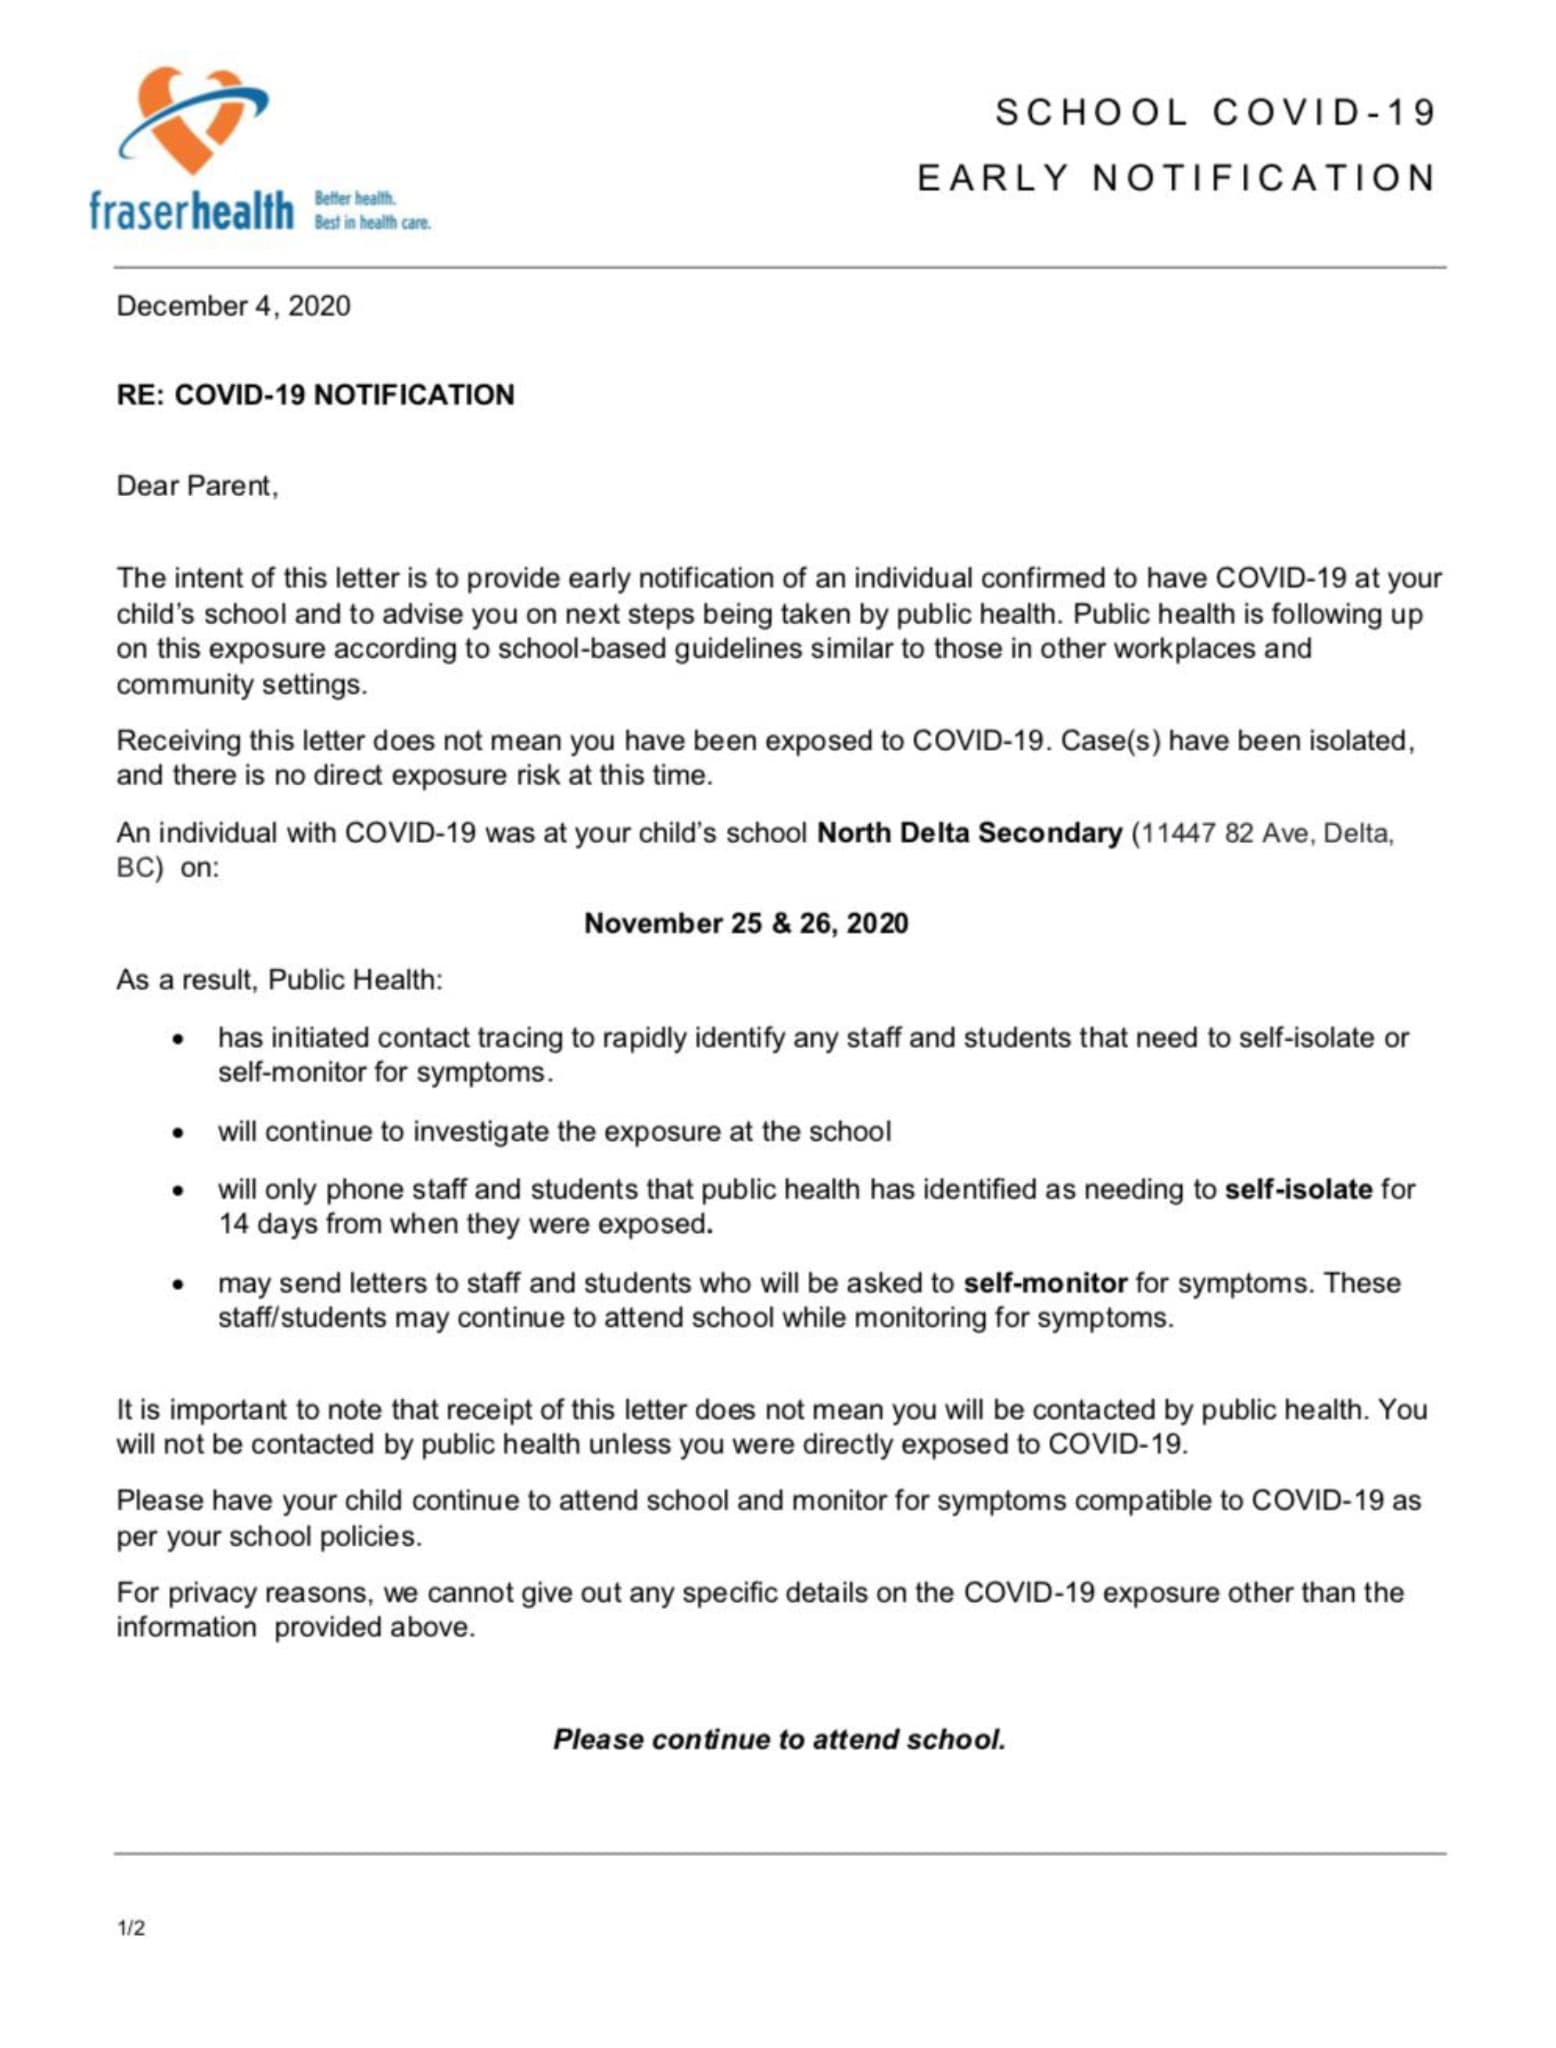 fraserhealth Better health.
Best in health care.
SCHOOL COVID-19
EARLY NOTIFICATION
December 4, 2020
RE: COVID-19 NOTIFICATION
Dear Parent,
The intent of this letter is to provide early notification of an individual confirmed to have COVID-19 at your
child's school and to advise you on next steps being taken by public health. Public health is following up
on this exposure according to school-based guidelines similar to those in other workplaces and
community settings.
Receiving this letter does not mean you have been exposed to COVID-19. Case(s) have been isolated,
and there is no direct exposure risk at this time.
An individual with COVID-19 was at your child's school North Delta Secondary (11447 82 Ave, Delta,
BC) on:
November 25 & 26, 2020
As a result, Public Health:
• has initiated contact tracing to rapidly identify any staff and students that need to self-isolate or
self-monitor for symptoms.
• will continue to investigate the exposure at the school
• will only phone staff and students that public health has identified as needing to self-isolate for
14 days from when they were exposed.
• may send letters to staff and students who will be asked to self-monitor for symptoms. These
staff/students may continue to attend school while monitoring for symptoms.
It is important to note that receipt of this letter does not mean you will be contacted by public health. You
will not be contacted by public health unless you were directly exposed to COVID-19.
Please have your child continue to attend school and monitor for symptoms compatible to COVID-19 as
per your school policies.
For privacy reasons, we cannot give out any specific details on the COVID-19 exposure other than the
information provided above.
Please continue to attend school.
1/2